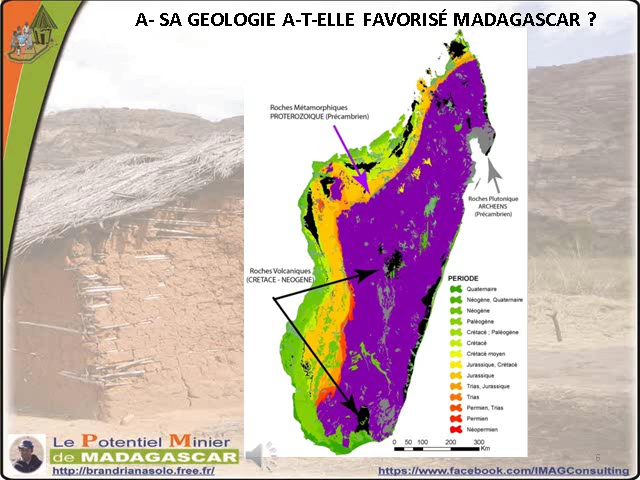 A- SA GEOLOGIE A-T-ELLE FAVORISÉ MADAGASCAR ?
Roches Métamorphiques
PROTEROZOIQUE (Précambrien)
Roches Plutonique
ARCHEENS
(Précambrien)
Roches Volcaniques
(CRETACE - NEOGENE)
PERIODE
Quaternaire
Néogène, Quaternaire
Néogène
Paléogène
Crétacé ; Paléogène
Crétacé
Crétacé moyen
Jurassique, Crétacé
Jurassique
Trias, Jurassique
Trias
Permien, Trias
Permien
Néopermien
0 50 100 200 300
Km
6
Le Potentiel Minier
de MADAGASCAR
http://brandrianasolo.free.fr/
https://www.facebook.com/IMAGConsulting